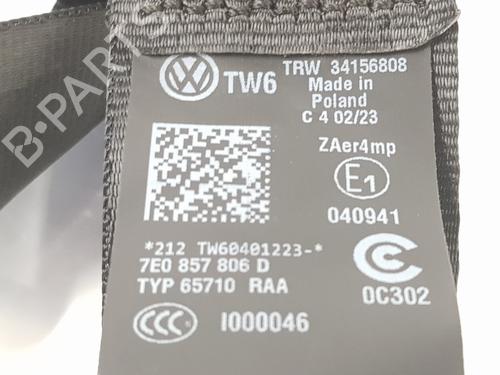 TW6
TRW 34156808
Made in
Poland
C 4 02/23
ZAer4mp
E1
040941
*212 TW60401223-*
7E0 857 806 D
TYP 65710 RAA
0C302
CCC
I000046
B-PARTS